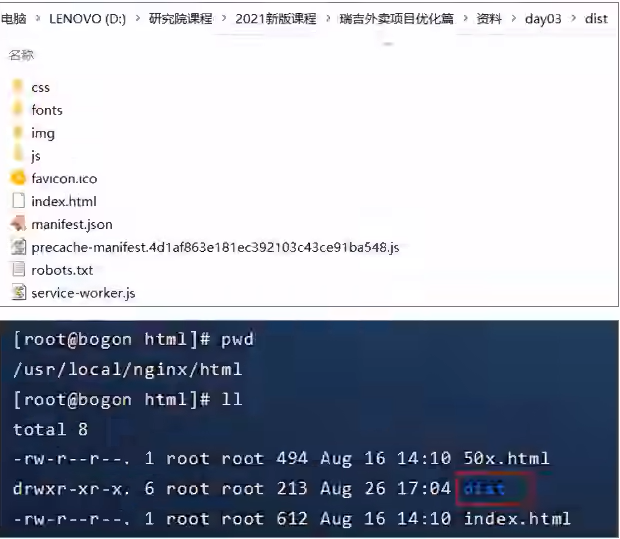 电脑 > LENOVO (D:) > 研究院课程 > 2021新版课程 > 瑞吉外卖项目优化篇 > 资料 > day03 > dist
名称
css
fonts
img
js
favicon.ico
index.html
manifest.json
precache-manifest.4d1af863e181ec392103c43ce91ba548.js
robots.txt
service-worker.js
[root@bogon html]# pwd
/usr/local/nginx/html
[root@bogon html]# ll
total 8
-rw-r--r--. 1 root root 494 Aug 16 14:10 50x.html
drwxr-xr-x. 6 root root 213 Aug 26 17:04 dist
-rw-r--r--. 1 root root 612 Aug 16 14:10 index.html